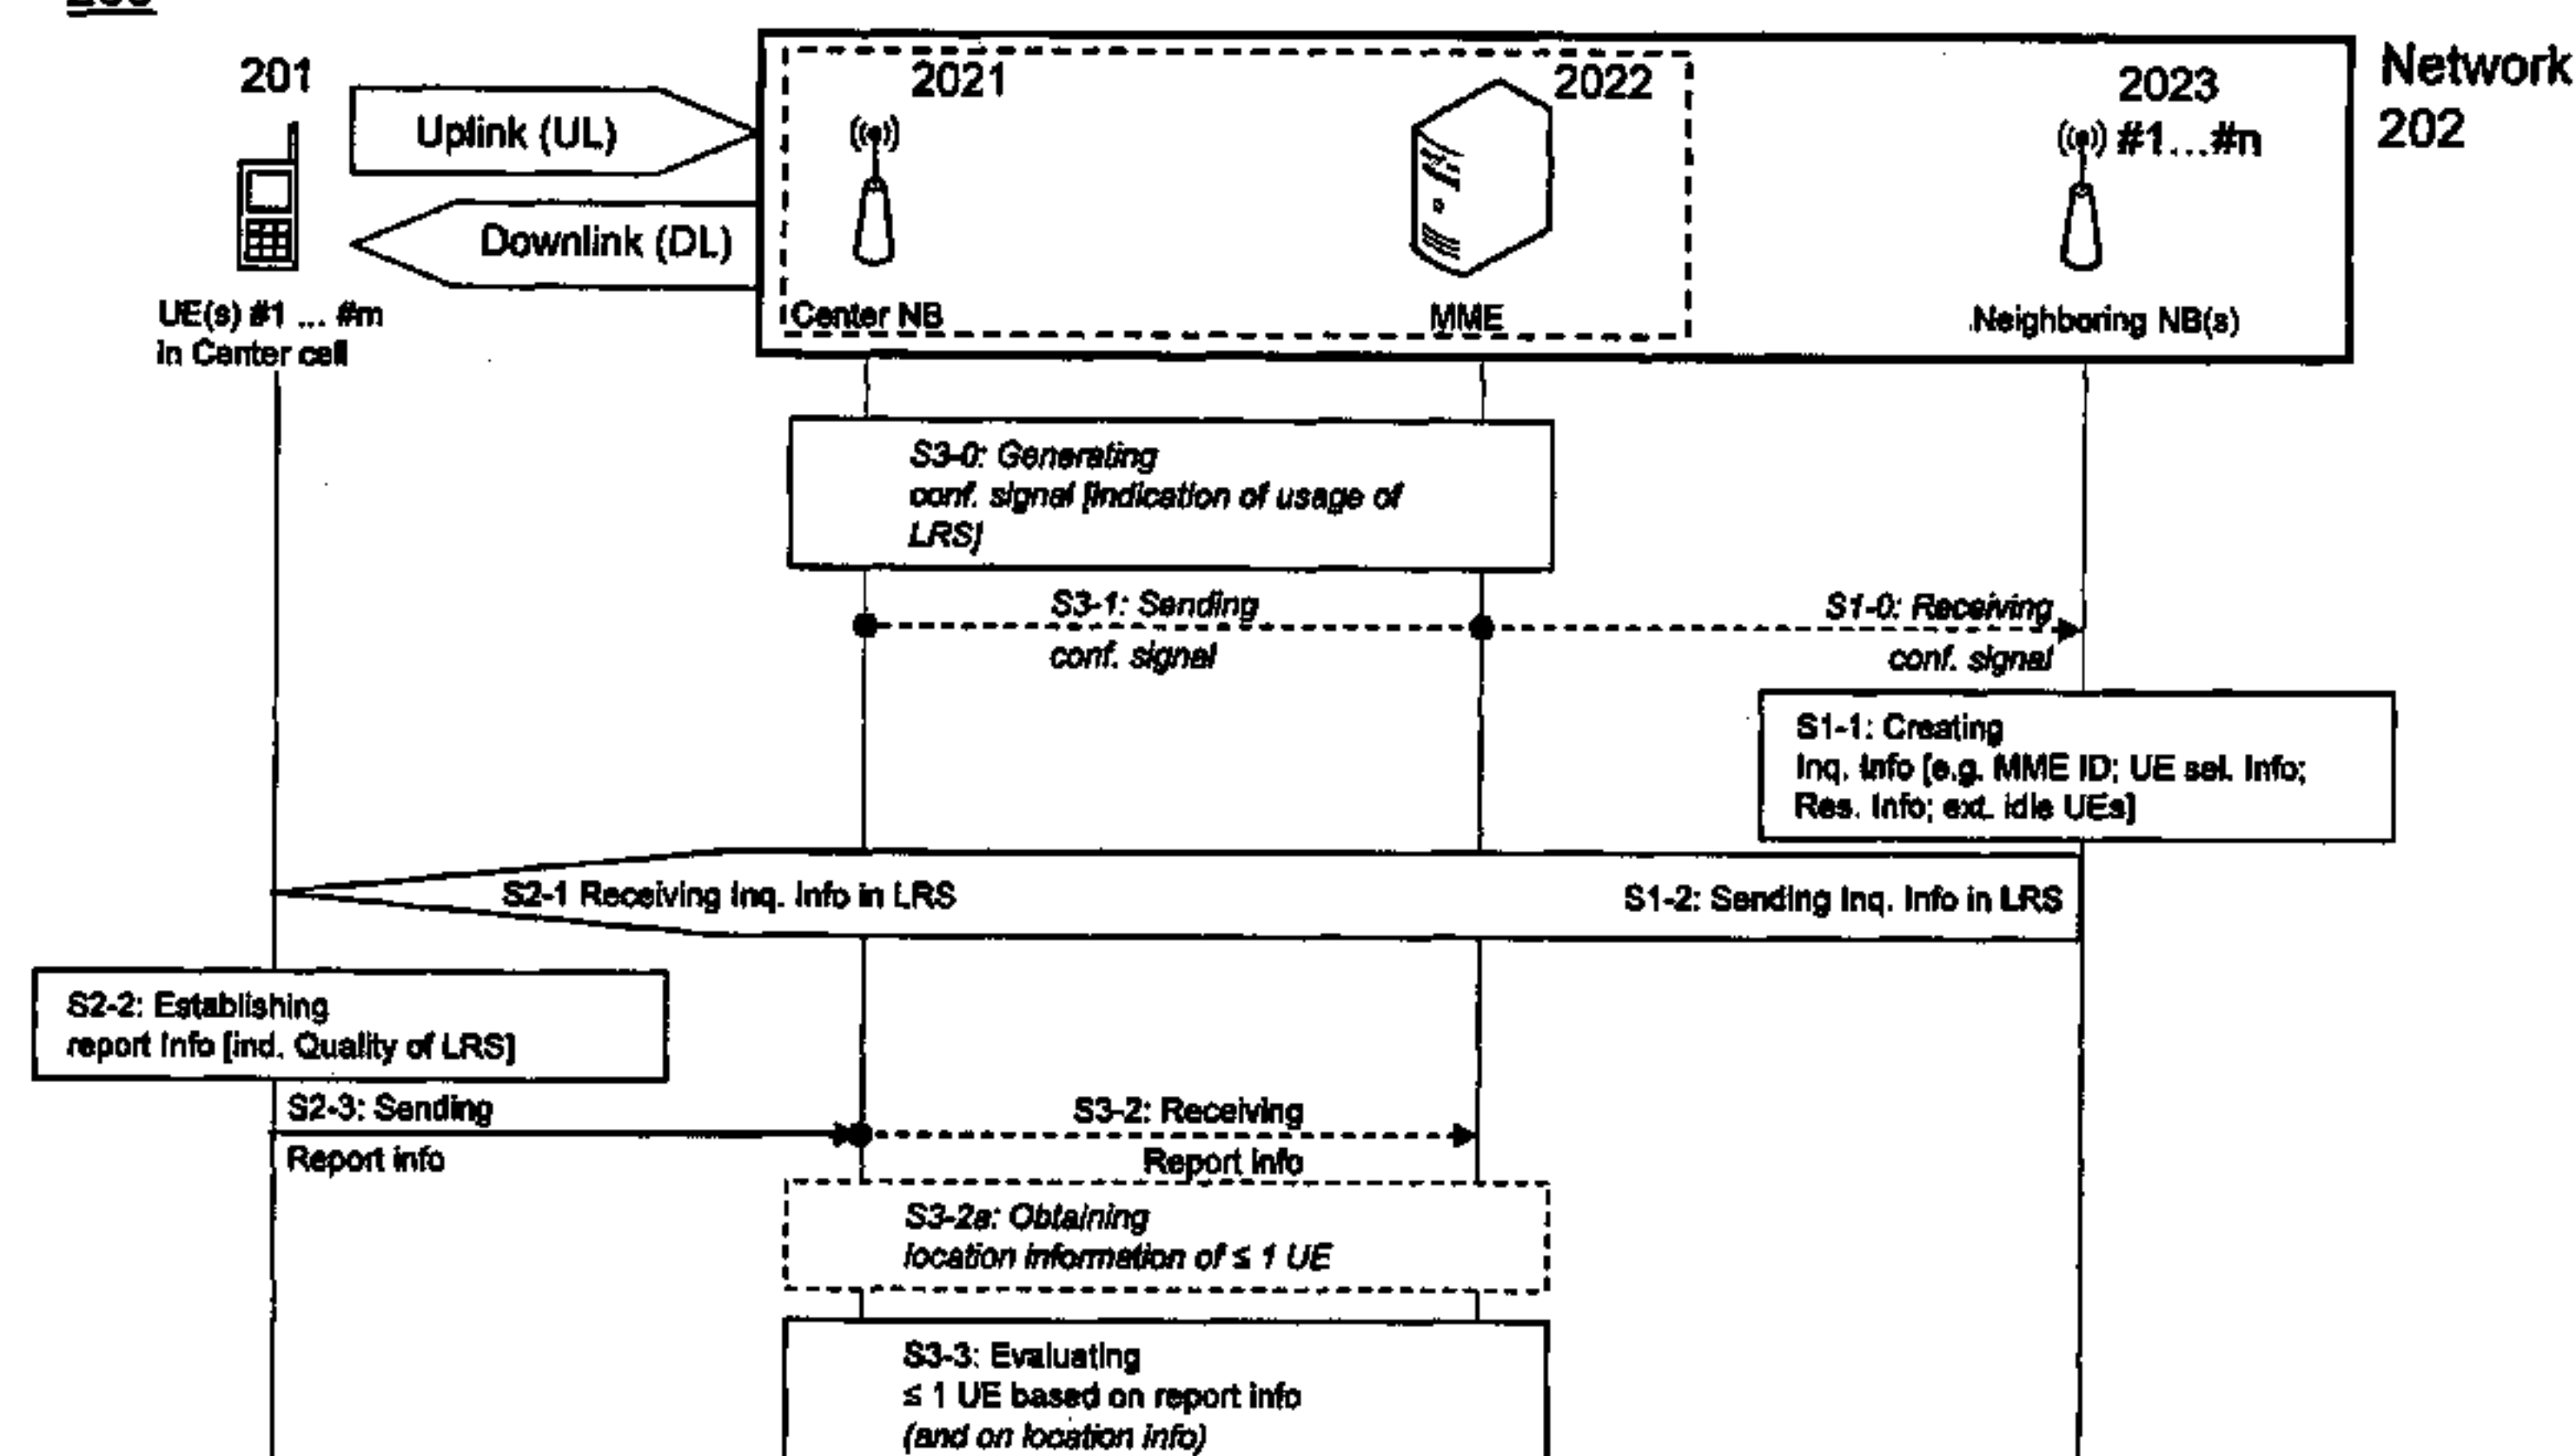 201
Uplink (UL)
Downlink (DL)
UE(s) #1 ... #m
in Center cell
2021
Center NB
2022
MME
2023
#1...#n
Neighboring NB(s)
Network
202
S3-0: Generating
conf. signal [indication of usage of
LRS]
S3-1: Sending
conf. signal
S1-0: Receiving
conf. signal
S1-1: Creating
Inq. Info [e.g. MME ID; UE sel. Info;
Res. Info; ext. idle UEs]
S2-1 Receiving Inq. Info in LRS
S1-2: Sending Inq. Info in LRS
S2-2: Establishing
report Info [ind. Quality of LRS]
S2-3: Sending
Report info
S3-2: Receiving
Report info
S3-2a: Obtaining
location information of ≤ 1 UE
S3-3: Evaluating
≤ 1 UE based on report info
(and on location info)